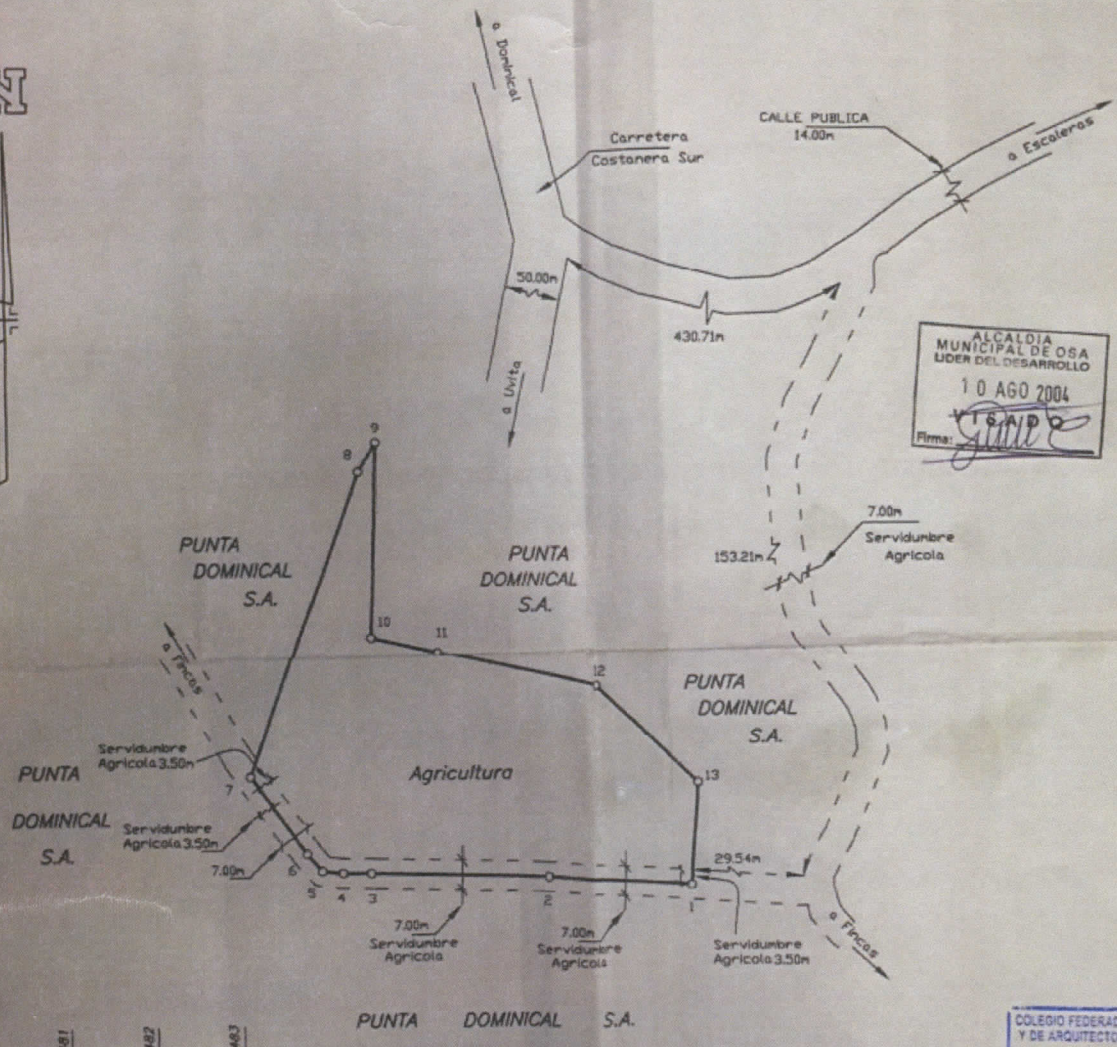 N
a Dominical
Carretera
Costanera Sur
CALLE PUBLICA
14.00m
a Escaleras
50.00m
430.71m
a Uvita
ALCALDIA
MUNICIPAL DE OSA
LIDER DEL DESARROLLO
10 AGO 2004
VISADO
Firma:
9
8
PUNTA
DOMINICAL
S.A.
PUNTA
DOMINICAL
S.A.
7.00m
Servidumbre
Agricola
153.21m
10
11
12
a Fincas
PUNTA
DOMINICAL
S.A.
Servidumbre
Agricola 3.50m
PUNTA
DOMINICAL
S.A.
7
Agricultura
13
Servidumbre
Agricola 3.50m
7.00m
6
5
4
3
2
1
29.54m
7.00m
Servidumbre
Agricola
7.00m
Servidumbre
Agricola
Servidumbre
Agricola 3.50m
a Fincas
PUNTA DOMINICAL S.A.
COLEGIO FEDERAD
Y DE ARQUITECTO